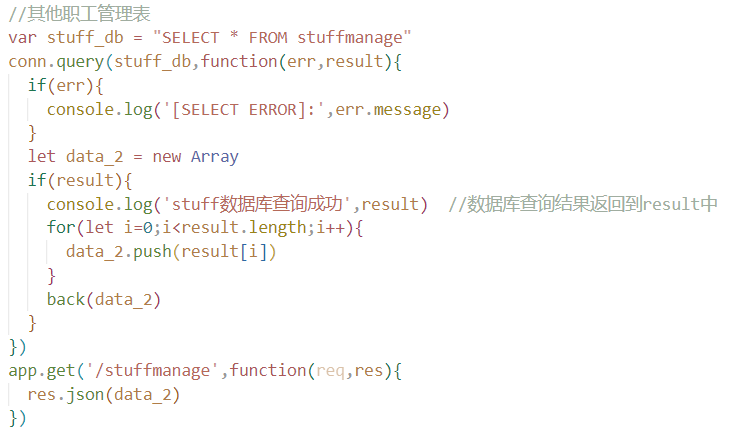 //其他职工管理表
var stuff_db = "SELECT * FROM stuffmanage"
conn.query(stuff_db,function(err,result){
  if(err){
    console.log('[SELECT ERROR]:',err.message)
  }
  let data_2 = new Array
  if(result){
    console.log('stuff数据库查询成功',result)  //数据库查询结果返回到result中
    for(let i=0;i<result.length;i++){
      data_2.push(result[i])
    }
    back(data_2)
  }
})
app.get('/stuffmanage',function(req,res){
  res.json(data_2)
})